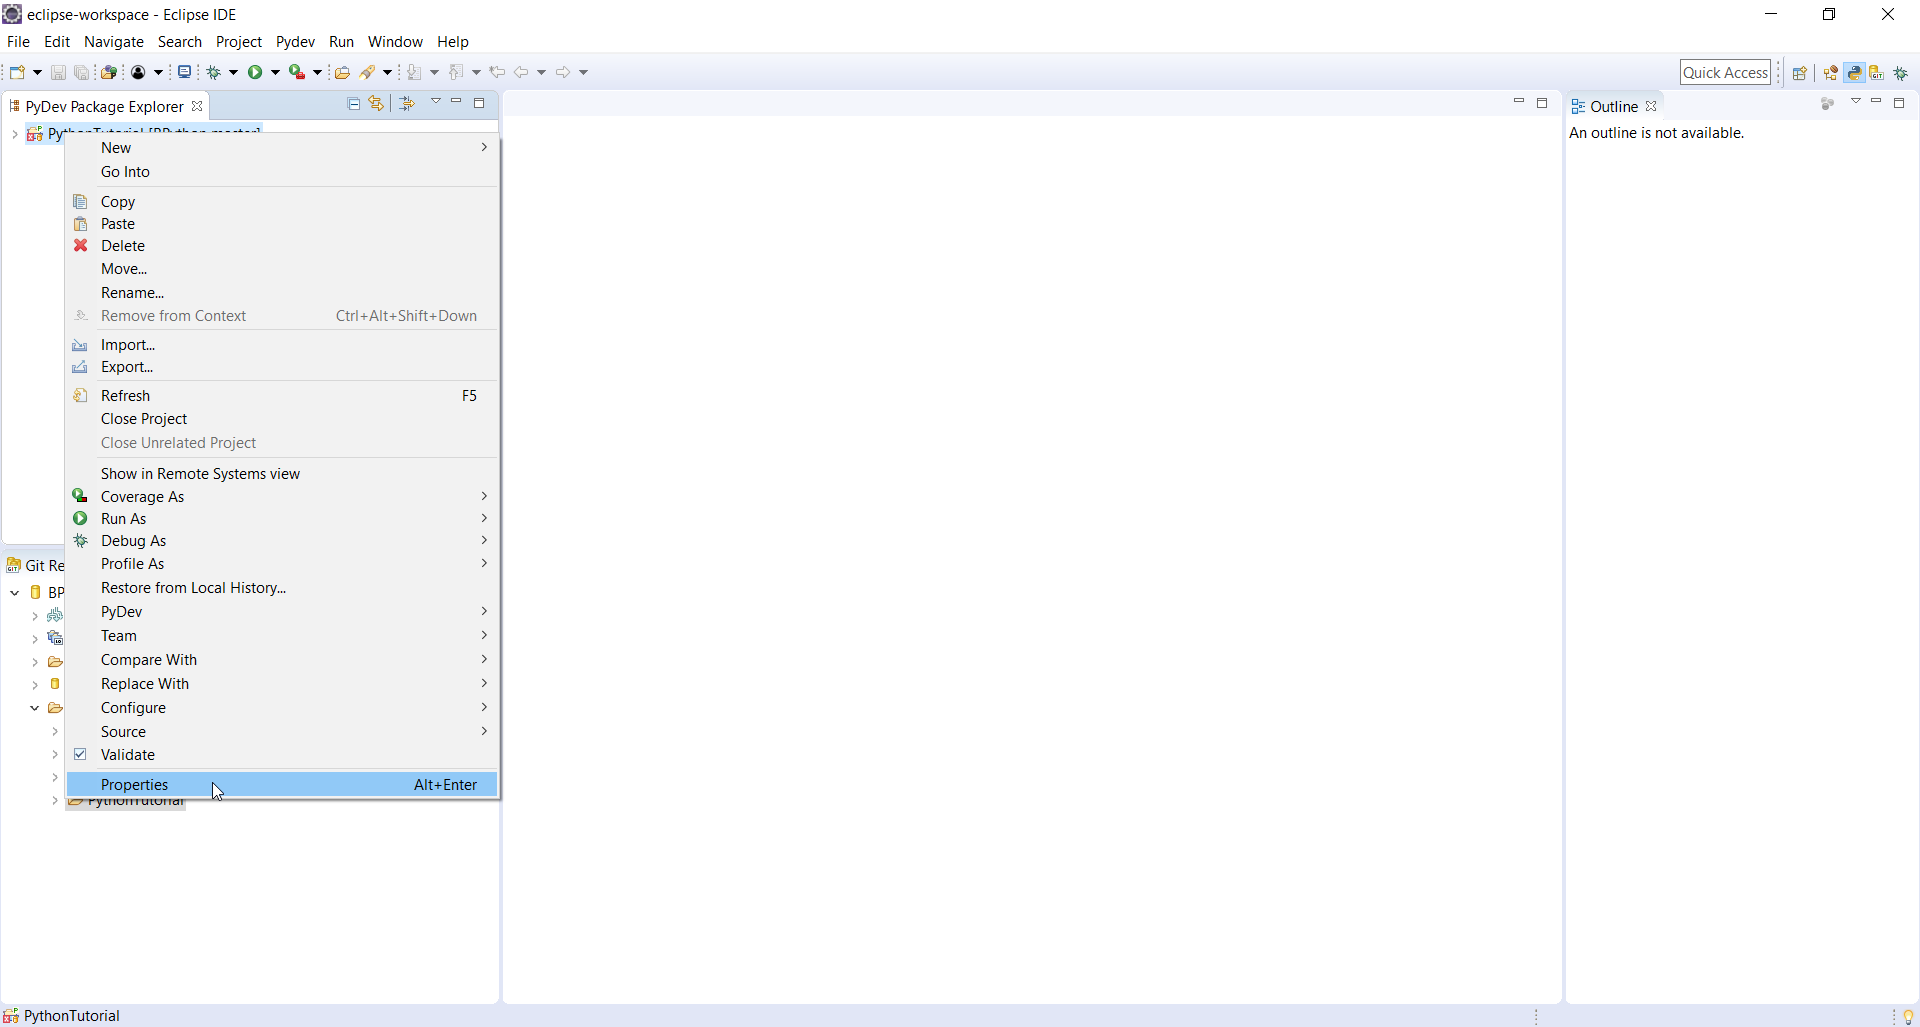 eclipse-workspace - Eclipse IDE
File Edit Navigate Search Project Pydev Run Window Help
Quick Access
PyDev Package Explorer
Outline
PythonTutorial [BPython master]
An outline is not available.
New
Go Into
Copy
Paste
Delete
Move...
Rename...
Remove from Context Ctrl+Alt+Shift+Down
Import...
Export...
Refresh F5
Close Project
Close Unrelated Project
Show in Remote Systems view
Coverage As
Run As
Debug As
Profile As
Restore from Local History...
PyDev
Team
Compare With
Replace With
Configure
Source
Validate
Properties Alt+Enter
Git Re
BP
PythonTutorial
PythonTutorial